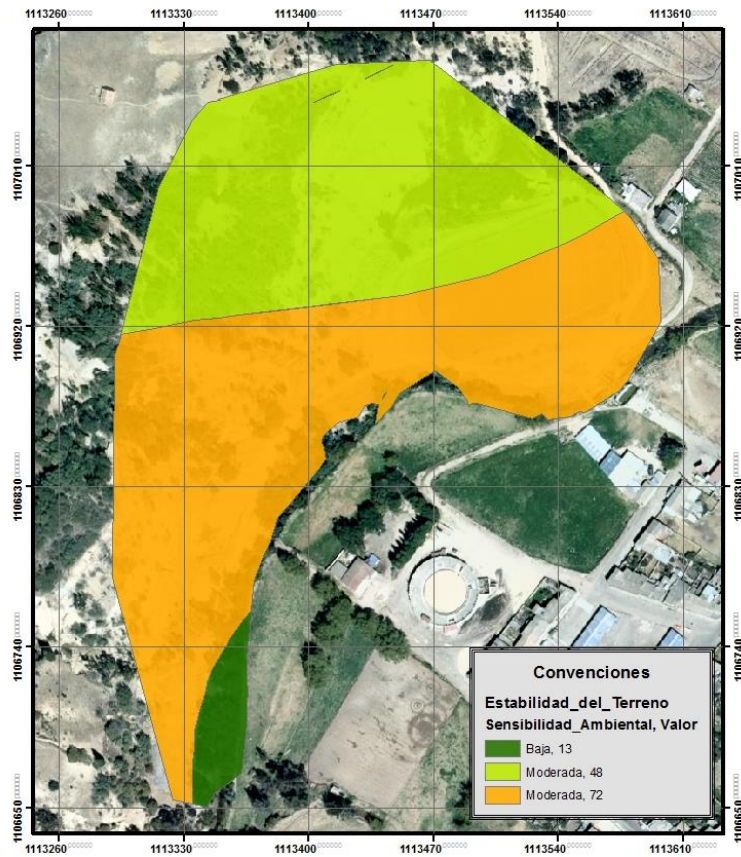 1113260 1113330 1113400 1113470 1113540 1113610
1107010 1107010
1106920 1106920
1106830 1106830
1106740 1106740
1106650 1106650
Convenciones
Estabilidad_del_Terreno
Sensibilidad_Ambiental, Valor
Baja, 13
Moderada, 48
Moderada, 72
1113260 1113330 1113400 1113470 1113540 1113610